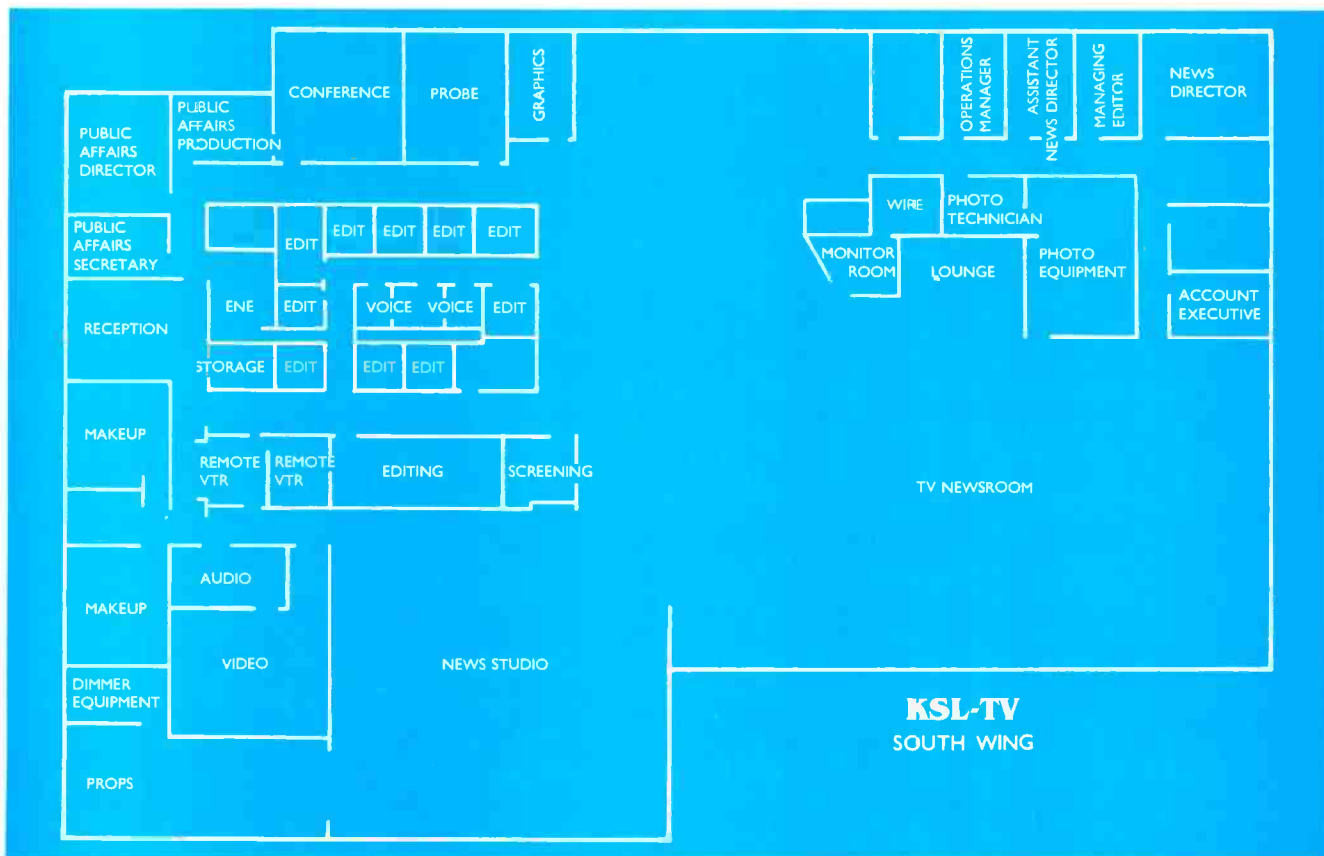 CONFERENCE
PROBE
GRAPHICS
OPERATIONS
MANAGER
ASSISTANT
NEWS DIRECTOR
MANAGING
EDITOR
NEWS
DIRECTOR
PUBLIC
AFFAIRS
PRODUCTION
PUBLIC
AFFAIRS
DIRECTOR
PUBLIC
AFFAIRS
SECRETARY
EDIT
EDIT
EDIT
EDIT
EDIT
WIRE
PHOTO
TECHNICIAN
MONITOR
ROOM
LOUNGE
PHOTO
EQUIPMENT
ACCOUNT
EXECUTIVE
RECEPTION
ENE
EDIT
VOICE
VOICE
EDIT
STORAGE
EDIT
EDIT
EDIT
MAKEUP
REMOTE
VTR
REMOTE
VTR
EDITING
SCREENING
TV NEWSROOM
AUDIO
MAKEUP
VIDEO
NEWS STUDIO
DIMMER
EQUIPMENT
PROPS
KSL-TV
SOUTH WING